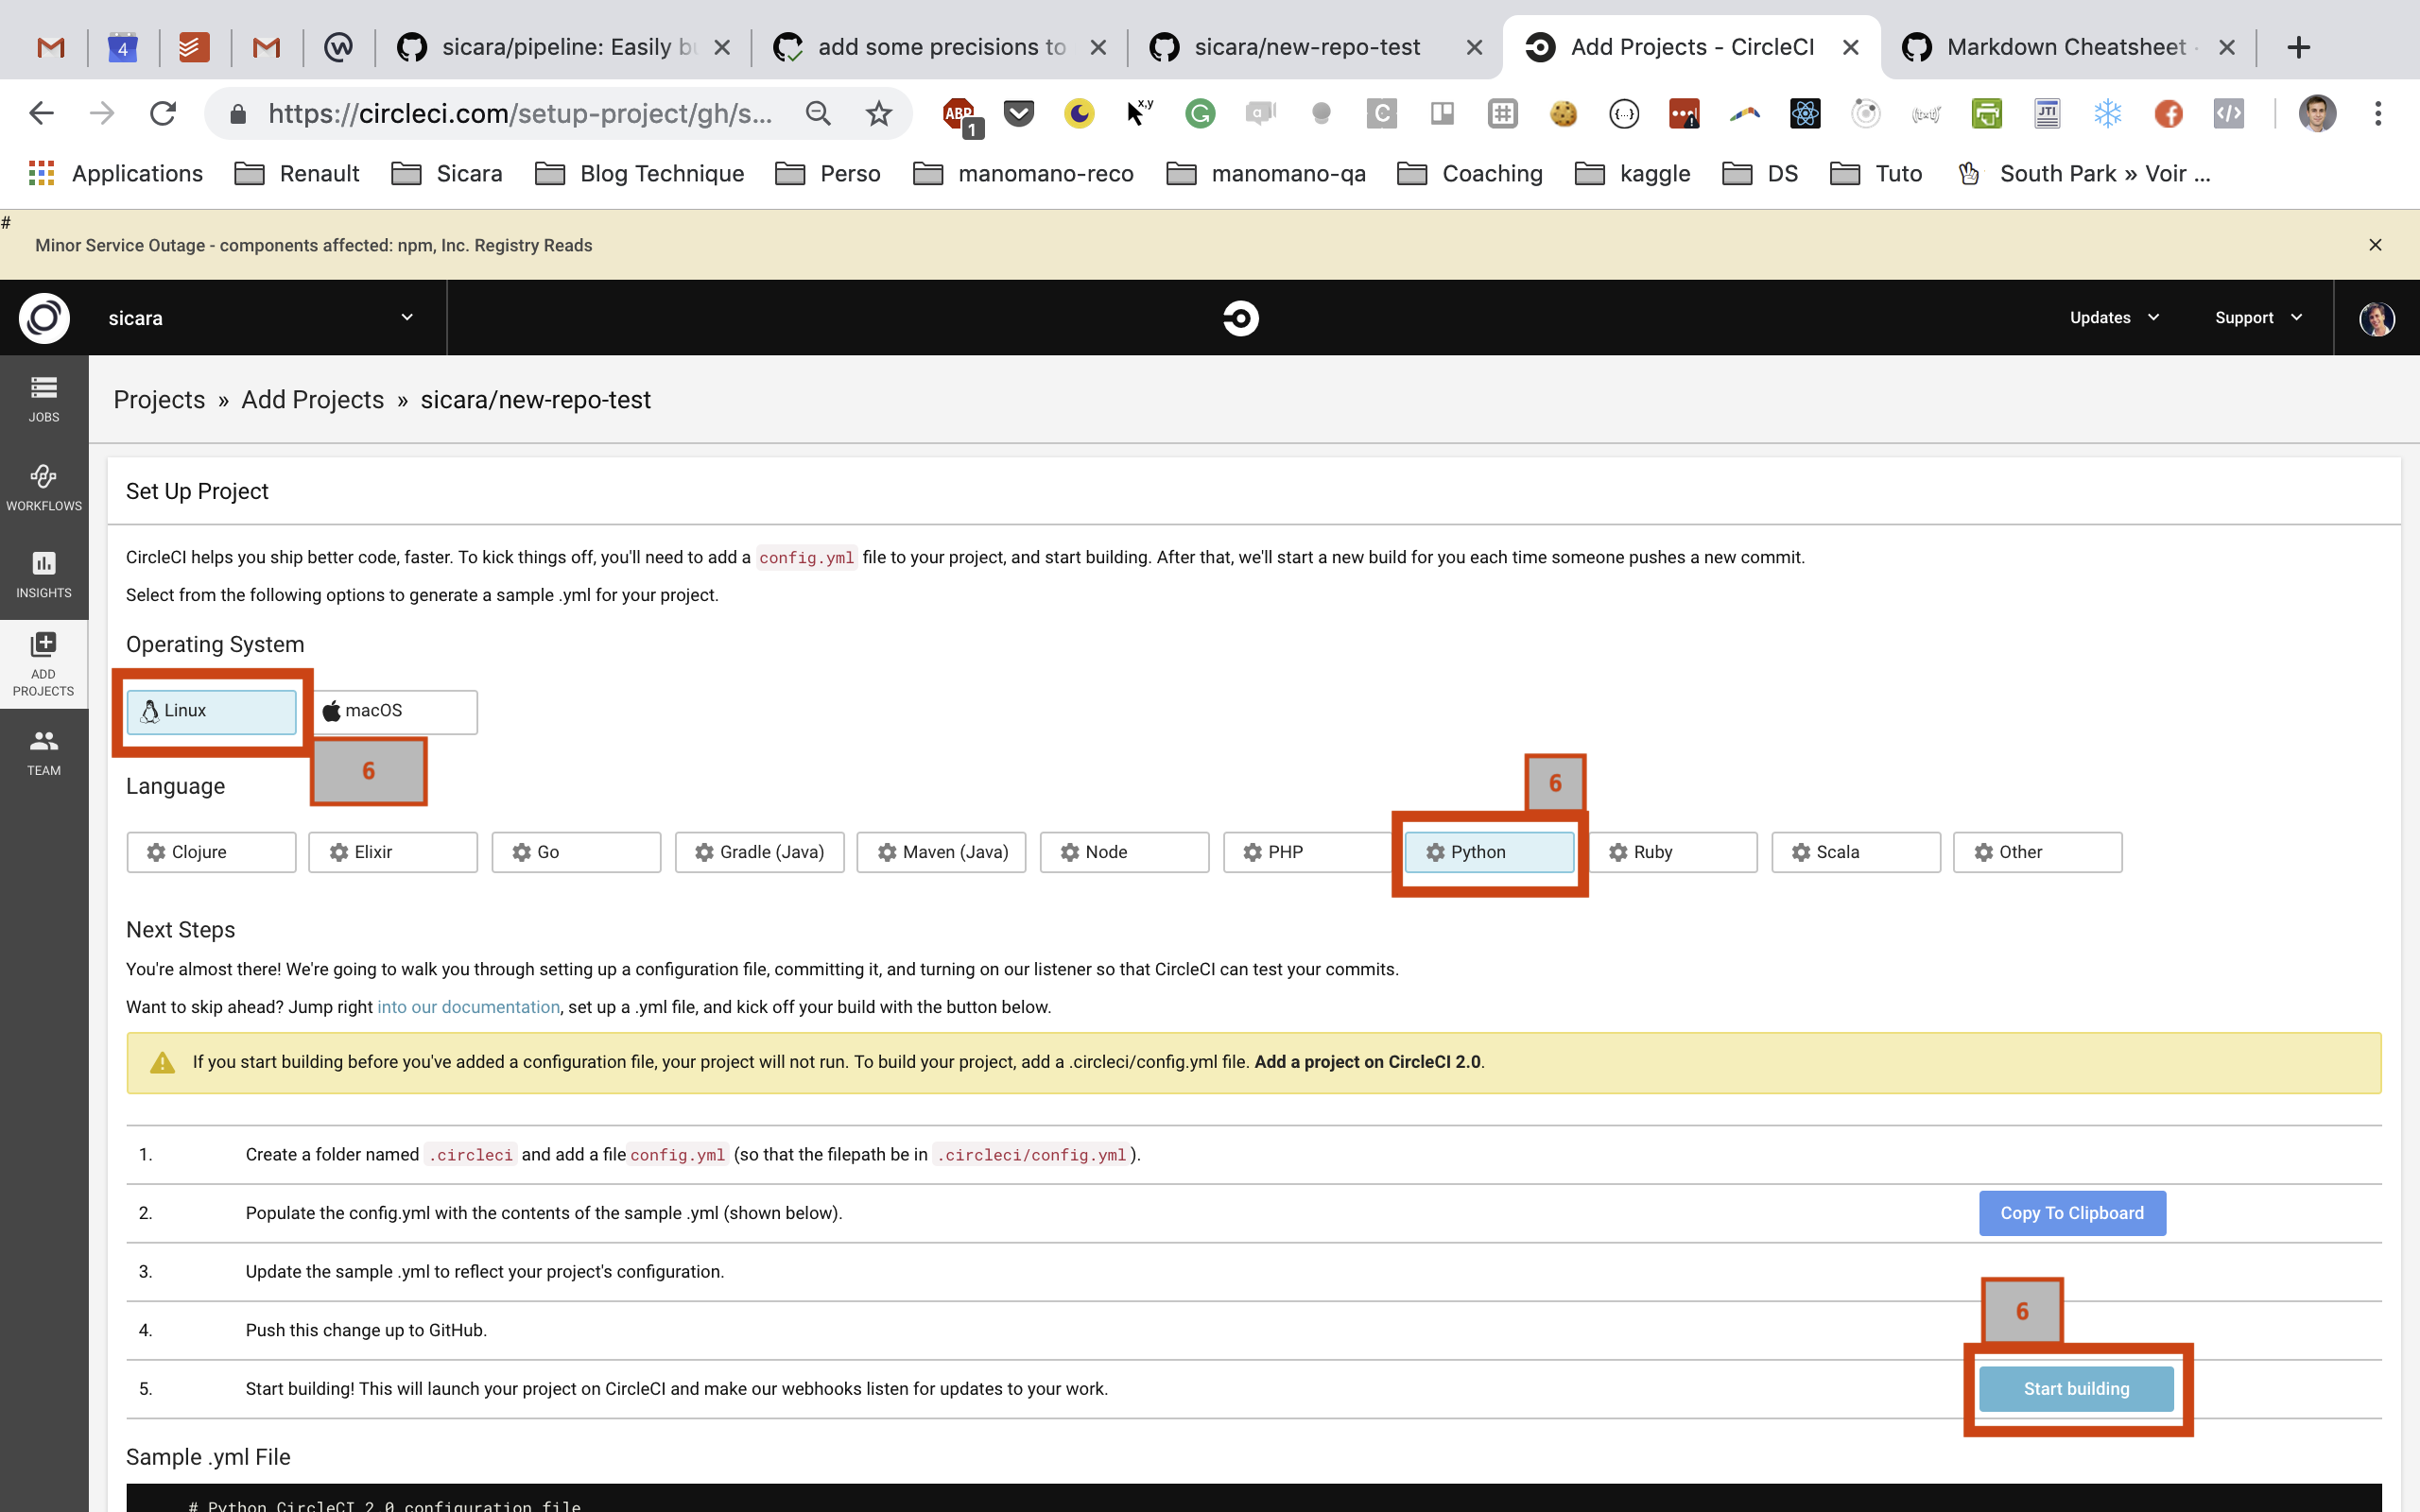 4
sicara/pipeline: Easily bu
add some precisions to
sicara/new-repo-test
Add Projects - CircleCI
Markdown Cheatsheet ·
https://circleci.com/setup-project/gh/s...
ABP
1
x,y
Applications
Renault
Sicara
Blog Technique
Perso
manomano-reco
manomano-qa
Coaching
kaggle
DS
Tuto
South Park » Voir ...
#
Minor Service Outage - components affected: npm, Inc. Registry Reads
sicara
Updates
Support
JOBS
WORKFLOWS
INSIGHTS
ADD
PROJECTS
TEAM
Projects » Add Projects » sicara/new-repo-test
Set Up Project
CircleCI helps you ship better code, faster. To kick things off, you'll need to add a config.yml file to your project, and start building. After that, we'll start a new build for you each time someone pushes a new commit.
Select from the following options to generate a sample .yml for your project.
Operating System
Linux
macOS
6
Language
6
Clojure
Elixir
Go
Gradle (Java)
Maven (Java)
Node
PHP
Python
Ruby
Scala
Other
Next Steps
You're almost there! We're going to walk you through setting up a configuration file, committing it, and turning on our listener so that CircleCI can test your commits.
Want to skip ahead? Jump right into our documentation, set up a .yml file, and kick off your build with the button below.
If you start building before you've added a configuration file, your project will not run. To build your project, add a .circleci/config.yml file. Add a project on CircleCI 2.0.
1. Create a folder named .circleci and add a file config.yml (so that the filepath be in .circleci/config.yml).
2. Populate the config.yml with the contents of the sample .yml (shown below).
Copy To Clipboard
3. Update the sample .yml to reflect your project's configuration.
4. Push this change up to GitHub.
6
5. Start building! This will launch your project on CircleCI and make our webhooks listen for updates to your work.
Start building
Sample .yml File
# Python CircleCI 2.0 configuration file